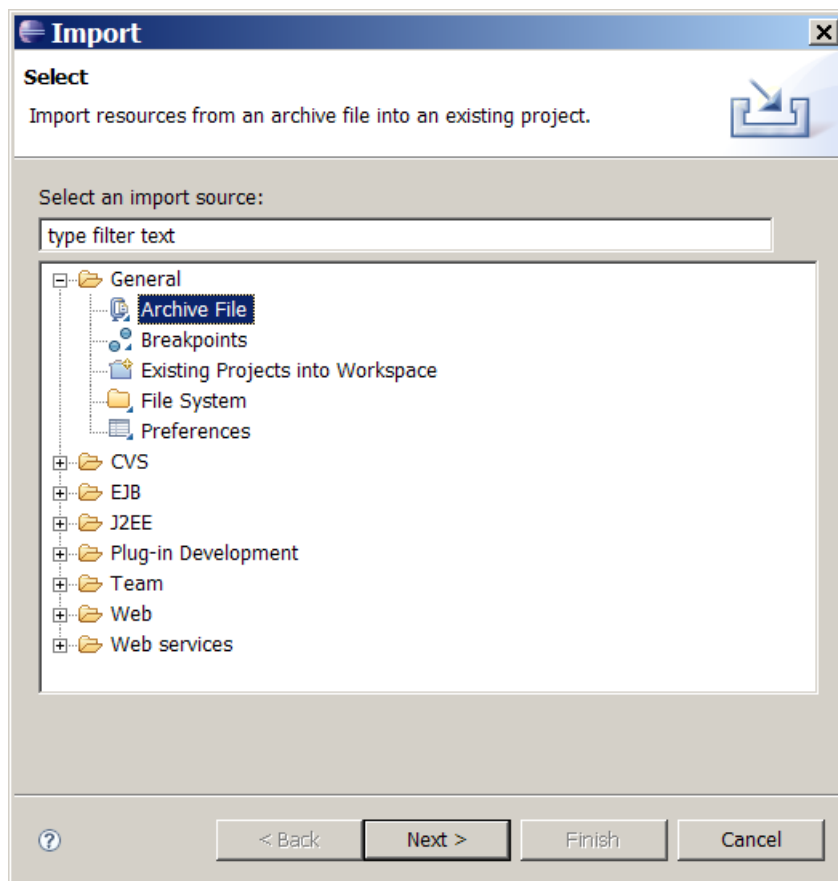 Import
Select
Import resources from an archive file into an existing project.
Select an import source:
type filter text
General
Archive File
Breakpoints
Existing Projects into Workspace
File System
Preferences
CVS
EJB
J2EE
Plug-in Development
Team
Web
Web services
< Back Next > Finish Cancel